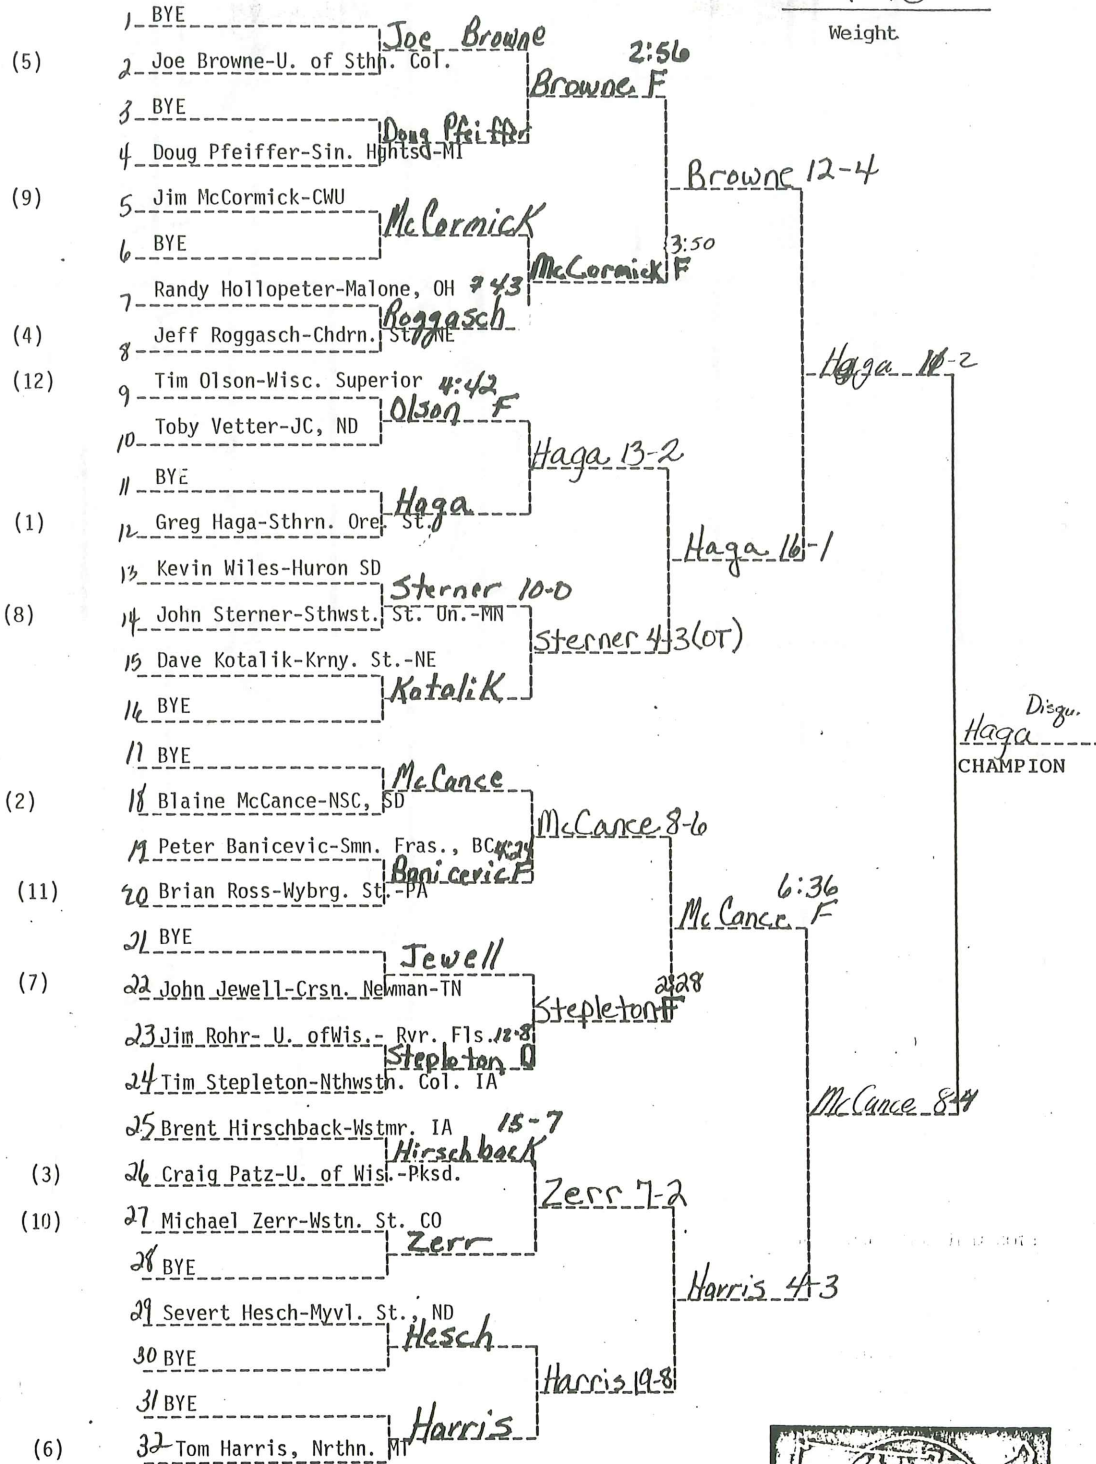 Weight
1 BYE
Joe Browne
(5) 2 Joe Browne-U. of Sthn. Col.
2:56
Browne F
3 BYE
Doug Pfeiffer
4 Doug Pfeiffer-Sin. Hghts.-MI
Browne 12-4
(9) 5 Jim McCormick-CWU
McCormick
6 BYE
3:50
McCormick F
7 Randy Hollopeter-Malone, OH
Roggasch
(4) 8 Jeff Roggasch-Chdrn. St. NE
Haga
(12) 9 Tim Olson-Wisc. Superior 4:42
Olson F
10 Toby Vetter-JC, ND
Haga 13-2
11 BYE
Haga
(1) 12 Greg Haga-Sthrn. Ore. St.
Haga 16-1
13 Kevin Wiles-Huron SD
Sterner 10-0
(8) 14 John Sterner-Sthwst. St. Un.-MN
Sterner 4-3 (OT)
15 Dave Kotalik-Krny. St.-NE
Kotalik
16 BYE
Disqu.
Haga
CHAMPION
17 BYE
McCance
(2) 18 Blaine McCance-NSC, SD
McCance 8-6
19 Peter Banicevic-Smn. Fras., BC 4:24
Banicevic F
(11) 20 Brian Ross-Wybrg. St.-PA
6:36
McCance F
21 BYE
Jewell
(7) 22 John Jewell-Crsn. Newman-TN
2:28
Stepleton F
23 Jim Rohr- U. ofWis.- Rvr. Fls. 12-8
Stepleton
24 Tim Stepleton-Nthwstn. Col. IA
McCance
25 Brent Hirschback-Wstmr. IA 15-7
Hirschback
(3) 26 Craig Patz-U. of Wis.-Pksd.
Zerr 7-2
(10) 27 Michael Zerr-Wstn. St. CO
Zerr
28 BYE
Harris 4-3
29 Severt Hesch-Myvl. St., ND
Hesch
30 BYE
Harris 19-8
31 BYE
Harris
(6) 32 Tom Harris, Nrthn. MT